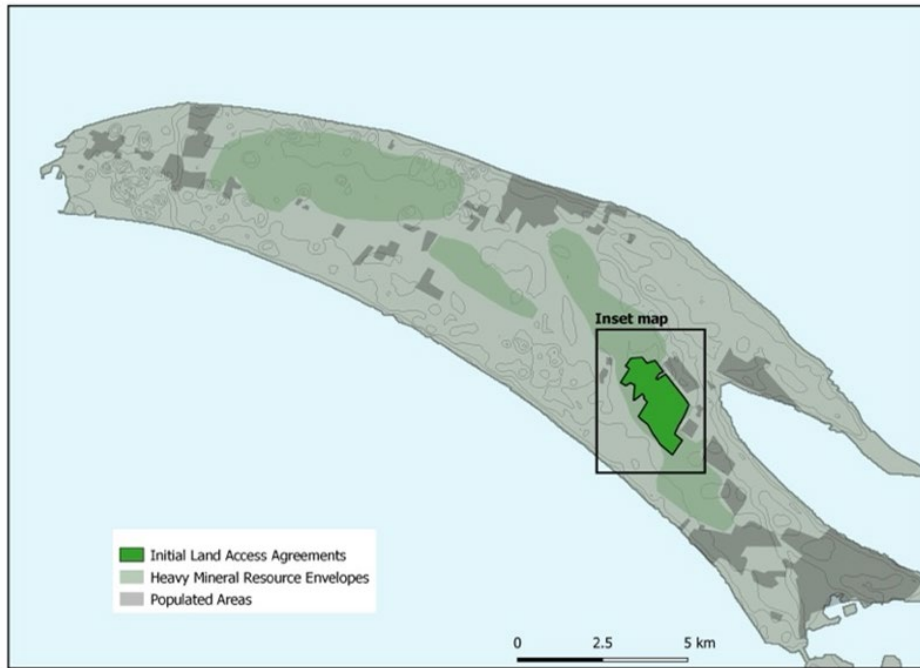 Inset map
Initial Land Access Agreements
Heavy Mineral Resource Envelopes
Populated Areas
0 2.5 5 km